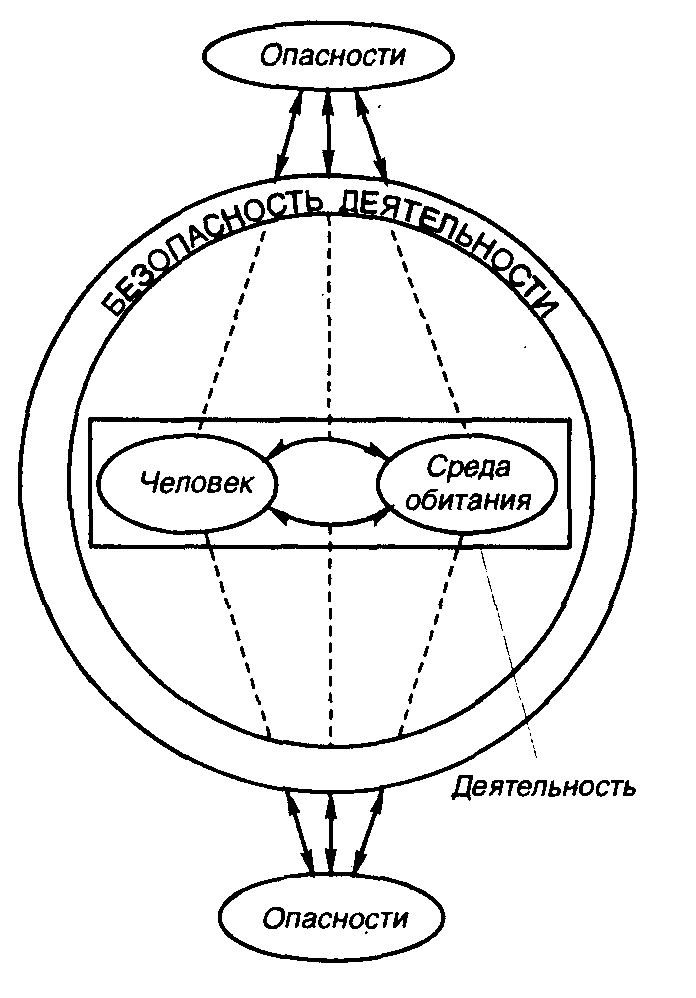 Опасности
БЕЗОПАСНОСТЬ ДЕЯТЕЛЬНОСТИ
Человек
Среда
обитания
Деятельность
Опасности